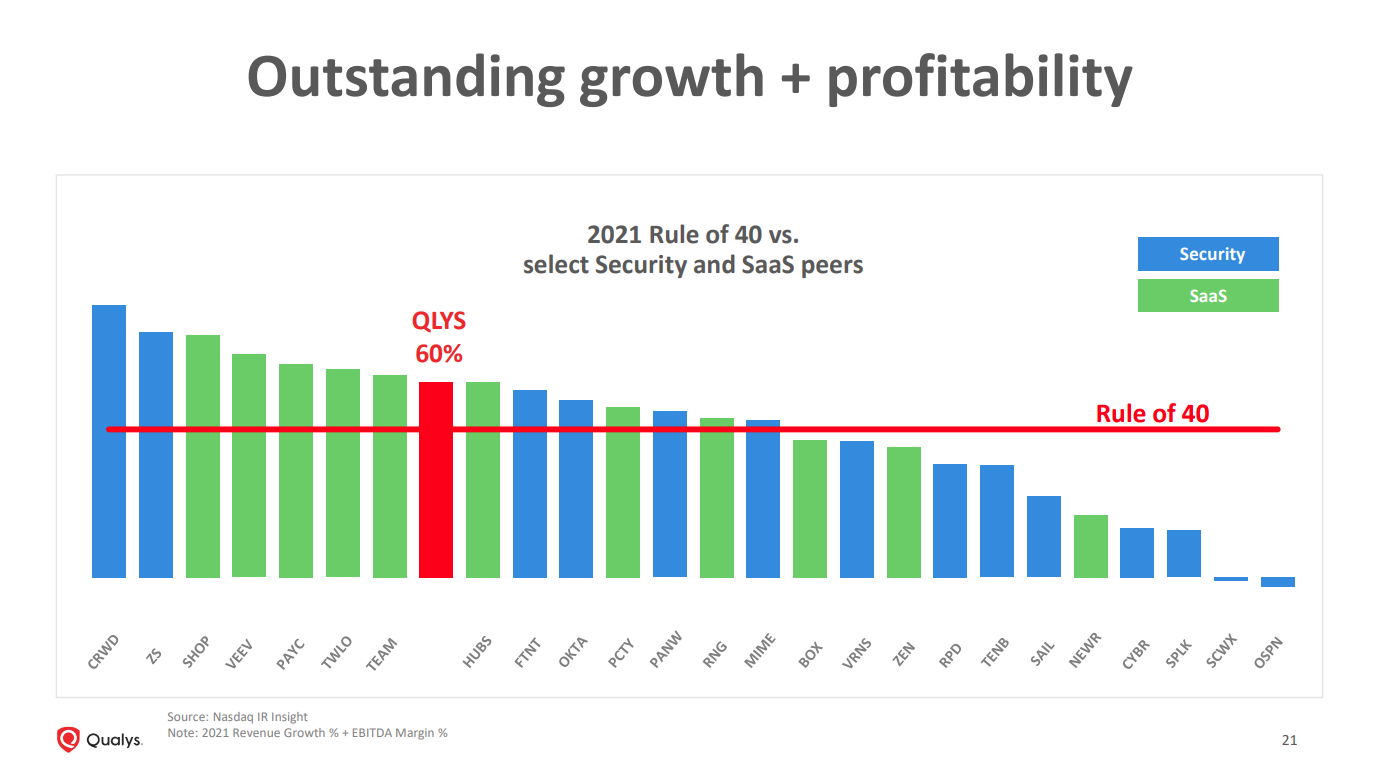 Outstanding growth + profitability
2021 Rule of 40 vs.
select Security and SaaS peers
Security
SaaS
QLYS
60%
Rule of 40
CRWD
ZS
SHOP
VEEV
PAYC
TWLO
TEAM
HUBS
FTNT
OKTA
PCTY
PANW
RNG
MIME
BOX
VRNS
ZEN
RPD
TENB
SAIL
NEWR
CYBR
SPLK
SCWX
OSPN
Source: Nasdaq IR Insight
Note: 2021 Revenue Growth % + EBITDA Margin %
Qualys.
21